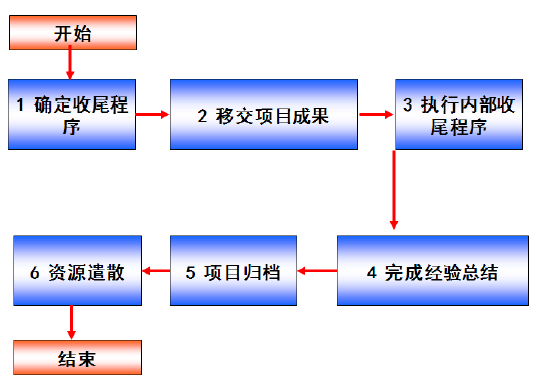 开始
1 确定收尾程
序
2 移交项目成果
3 执行内部收
尾程序
4 完成经验总结
5 项目归档
6 资源遣散
结束